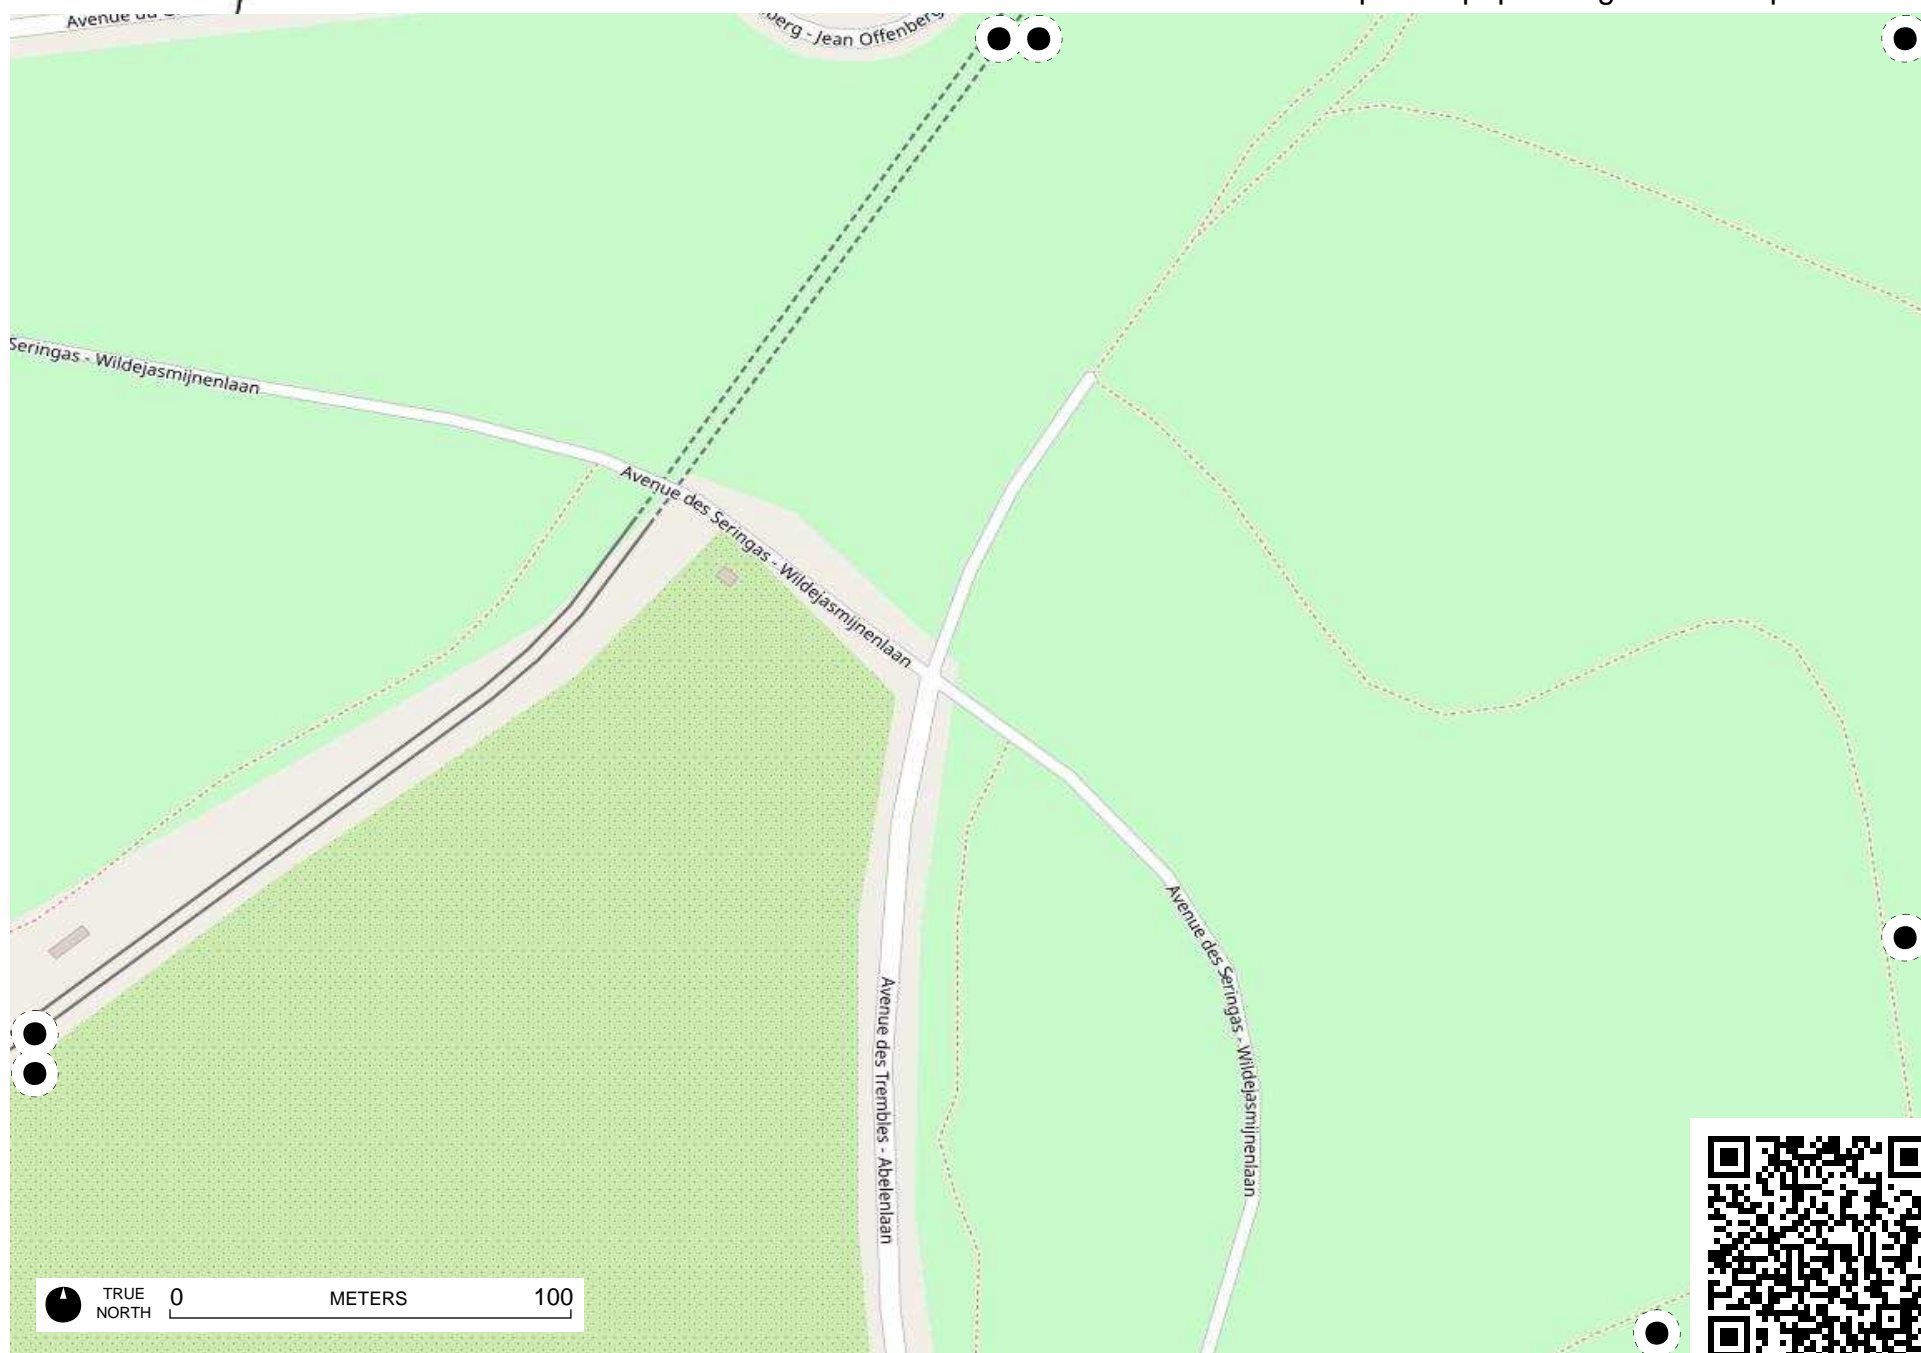 Avenue du
berg - Jean Offenberg
Seringas - Wildejasmijnenlaan
Avenue des Seringas - Wildejasmijnenlaan
Avenue des Seringas - Wildejasmijnenlaan
Avenue des Trembles - Abelenlaan
TRUE
NORTH
0
METERS
100